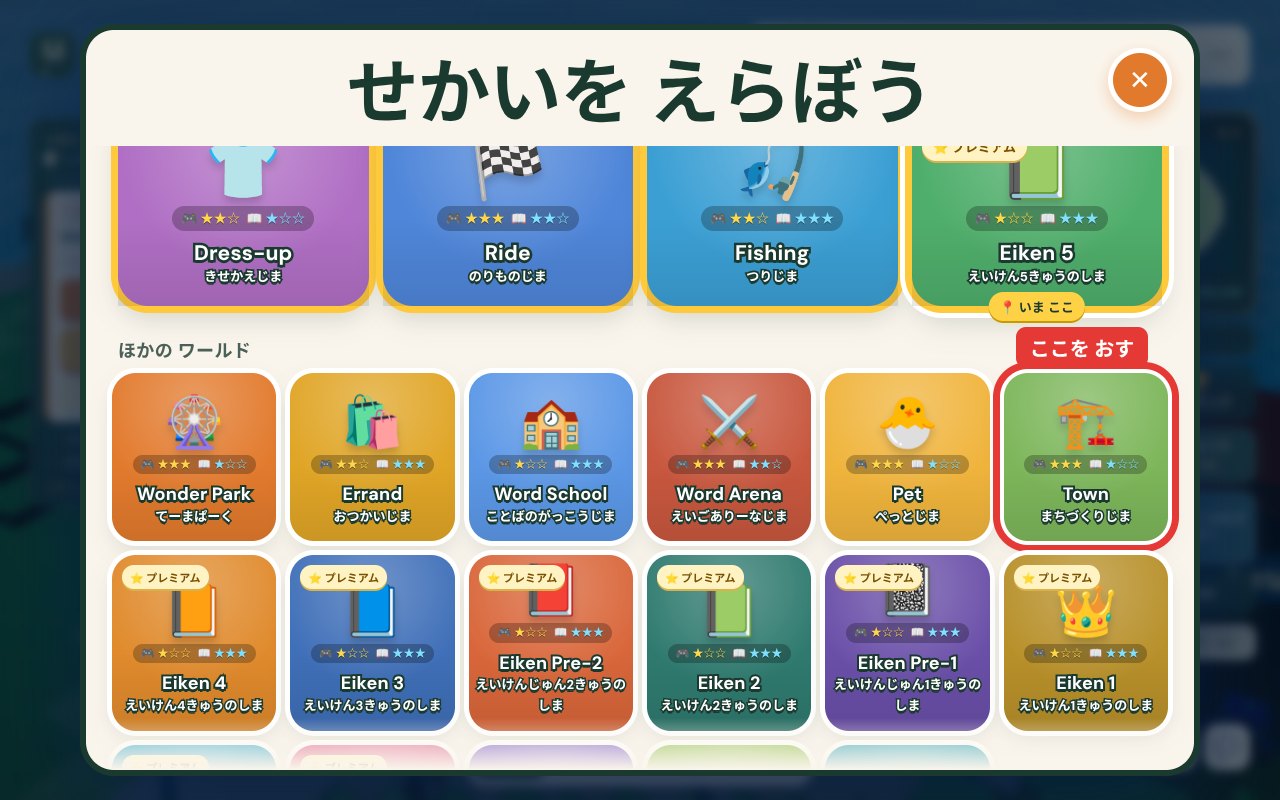 せかいを えらぼう
×
⭐ プレミアム
🎮 ★★☆ 📖 ★☆☆
Dress-up
きせかえじま
🎮 ★★★ 📖 ★★☆
Ride
のりものじま
🎮 ★★☆ 📖 ★★★
Fishing
つりじま
🎮 ★☆☆ 📖 ★★★
Eiken 5
えいけん5きゅうのしま
📍 いま ここ
ほかの ワールド
ここを おす
🎮 ★★★ 📖 ★☆☆
Wonder Park
てーまぱーく
🎮 ★★☆ 📖 ★★★
Errand
おつかいじま
🎮 ★☆☆ 📖 ★★★
Word School
ことばのがっこうじま
🎮 ★★★ 📖 ★★☆
Word Arena
えいごありーなじま
🎮 ★★★ 📖 ★☆☆
Pet
ぺっとじま
🎮 ★★★ 📖 ★☆☆
Town
まちづくりじま
⭐ プレミアム
🎮 ★☆☆ 📖 ★★★
Eiken 4
えいけん4きゅうのしま
⭐ プレミアム
🎮 ★☆☆ 📖 ★★★
Eiken 3
えいけん3きゅうのしま
⭐ プレミアム
🎮 ★☆☆ 📖 ★★★
Eiken Pre-2
えいけんじゅん2きゅうの
しま
⭐ プレミアム
🎮 ★☆☆ 📖 ★★★
Eiken 2
えいけん2きゅうのしま
⭐ プレミアム
🎮 ★☆☆ 📖 ★★★
Eiken Pre-1
えいけんじゅん1きゅうの
しま
⭐ プレミアム
🎮 ★☆☆ 📖 ★★★
Eiken 1
えいけん1きゅうのしま